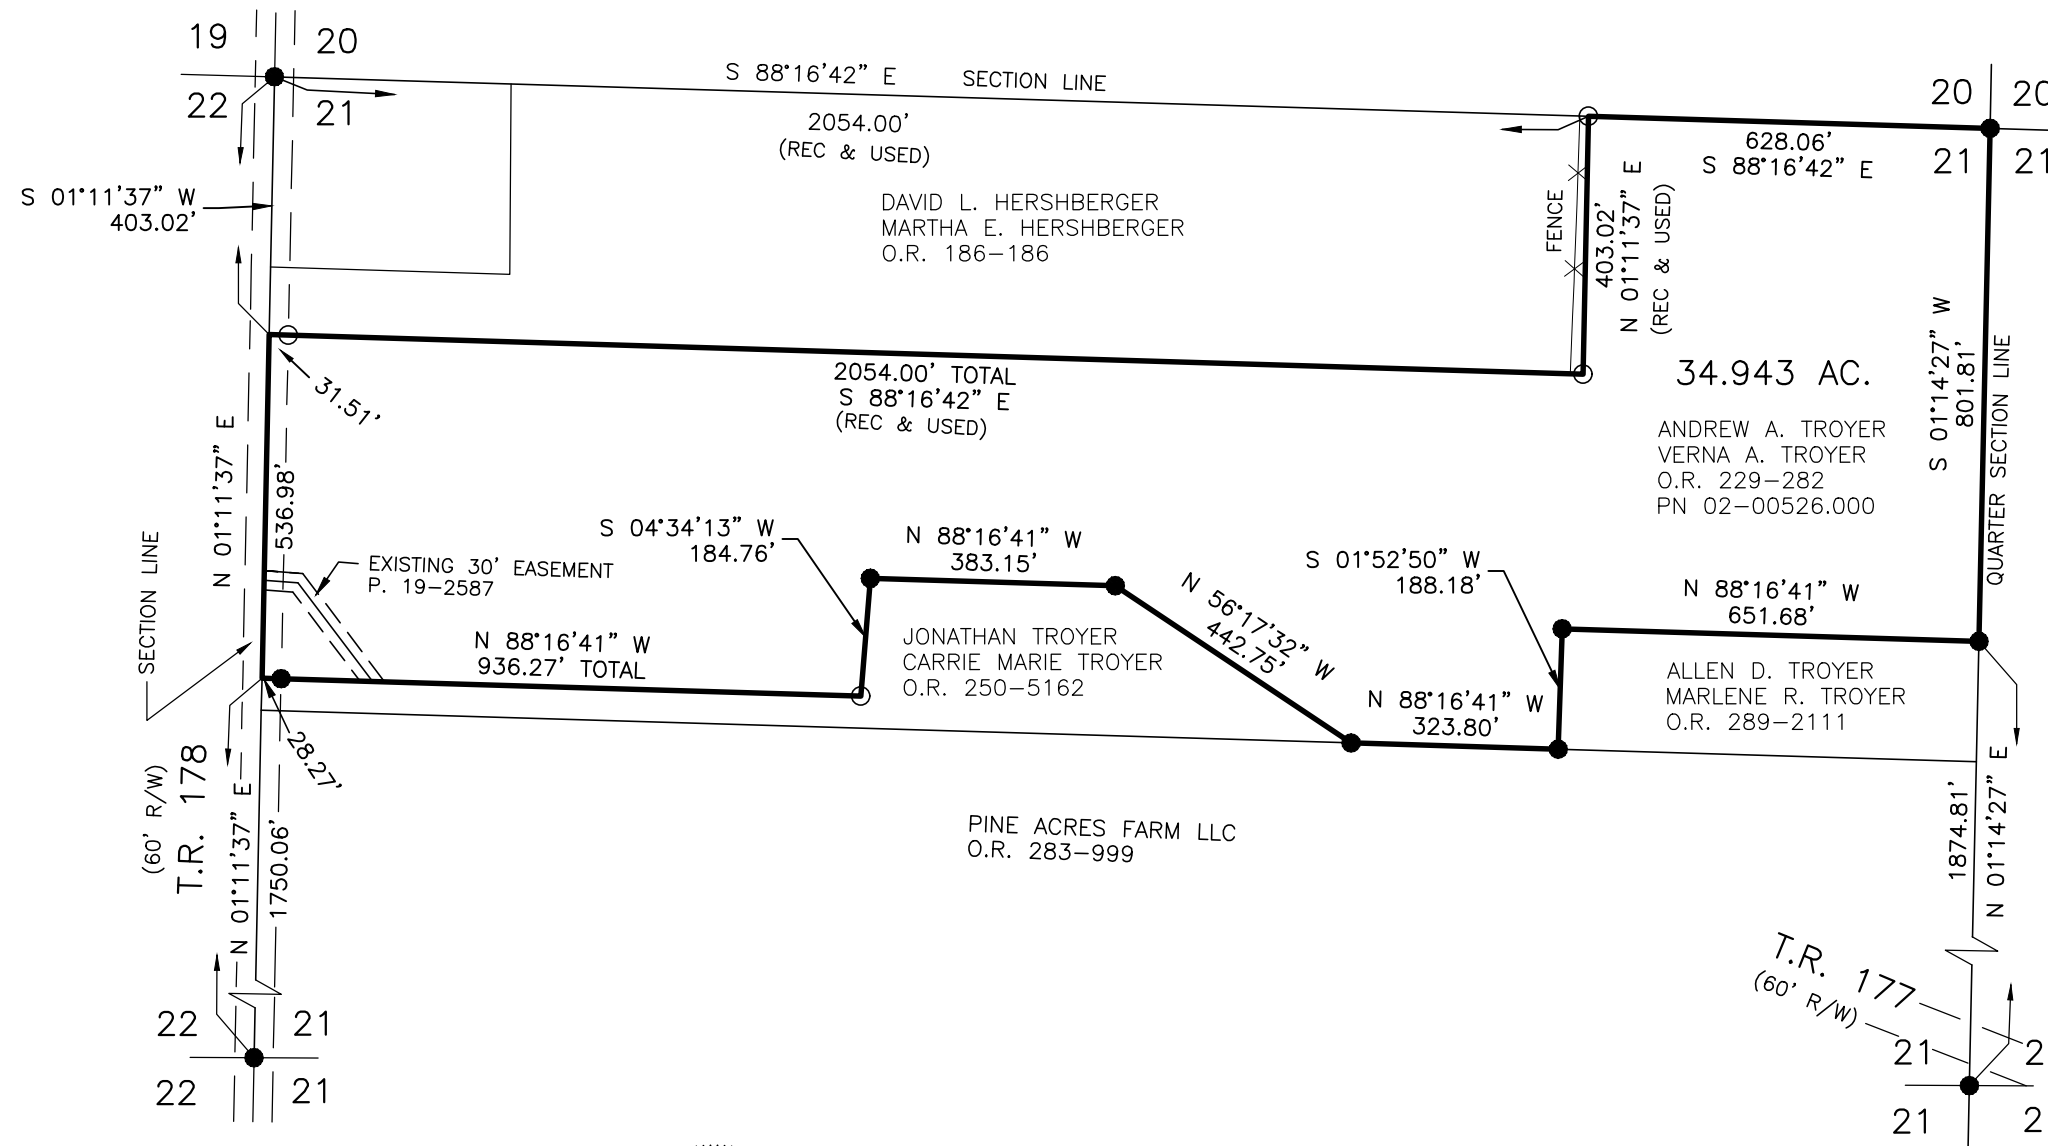 19
20
22
21
S 88°16'42" E SECTION LINE
2054.00'
(REC & USED)
20
20
21
21
628.06'
S 88°16'42" E
S 01°11'37" W
403.02'
DAVID L. HERSHBERGER
MARTHA E. HERSHBERGER
O.R. 186-186
FENCE
403.02'
N 01°11'37" E
(REC & USED)
31.51'
2054.00' TOTAL
S 88°16'42" E
(REC & USED)
34.943 AC.
ANDREW A. TROYER
VERNA A. TROYER
O.R. 229-282
PN 02-00526.000
S 01°14'27" W
801.81'
QUARTER SECTION LINE
N 01°11'37" E
536.98'
SECTION LINE
EXISTING 30' EASEMENT
P. 19-2587
S 04°34'13" W
184.76'
N 88°16'41" W
383.15'
N 56°17'32" W
442.75'
S 01°52'50" W
188.18'
N 88°16'41" W
651.68'
N 88°16'41" W
936.27' TOTAL
JONATHAN TROYER
CARRIE MARIE TROYER
O.R. 250-5162
N 88°16'41" W
323.80'
ALLEN D. TROYER
MARLENE R. TROYER
O.R. 289-2111
28.27'
(60' R/W)
T.R. 178
N 01°11'37" E
1750.06'
PINE ACRES FARM LLC
O.R. 283-999
1874.81'
N 01°14'27" E
T.R. 177
(60' R/W)
22
21
22
21
21
2
21
2